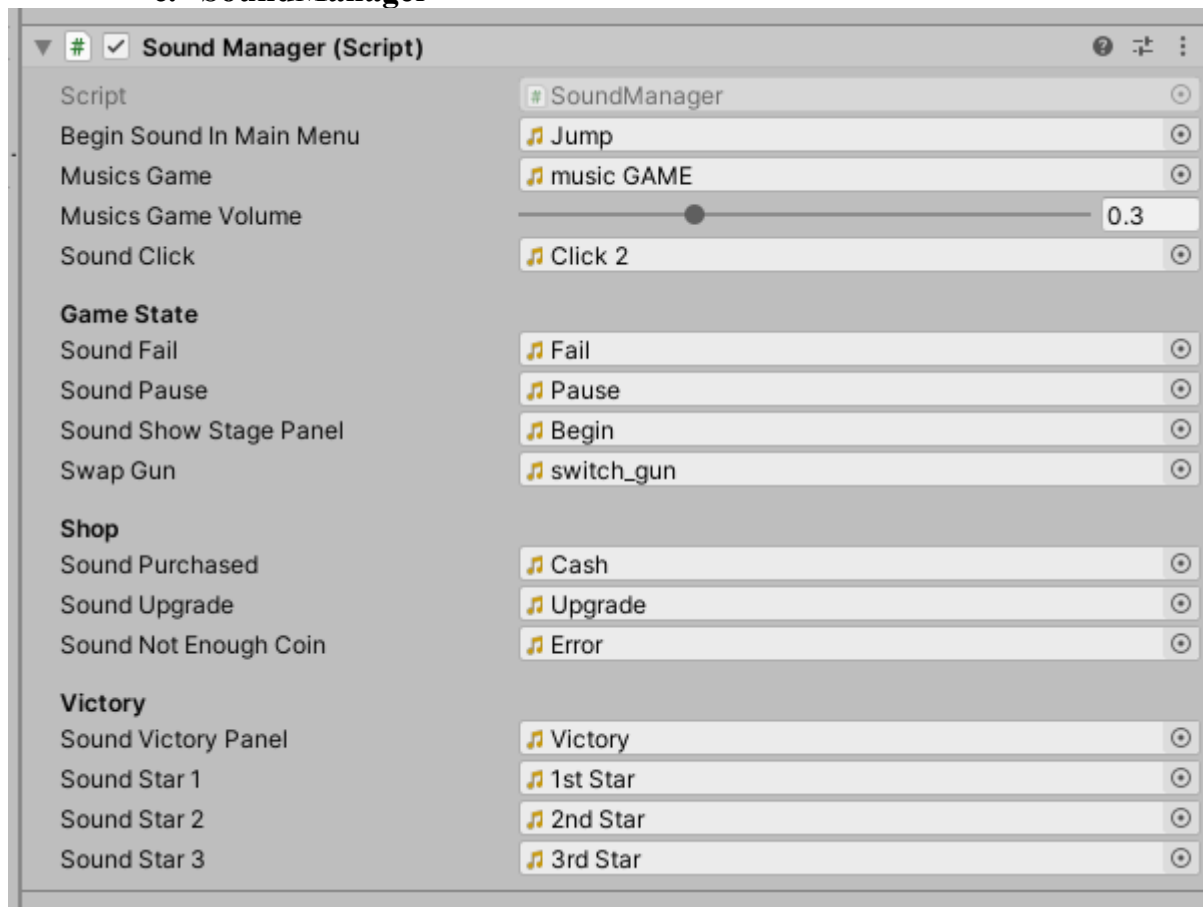 SoundManager
Sound Manager (Script)
Script # SoundManager
Begin Sound In Main Menu Jump
Musics Game music GAME
Musics Game Volume 0.3
Sound Click Click 2
Game State
Sound Fail Fail
Sound Pause Pause
Sound Show Stage Panel Begin
Swap Gun switch_gun
Shop
Sound Purchased Cash
Sound Upgrade Upgrade
Sound Not Enough Coin Error
Victory
Sound Victory Panel Victory
Sound Star 1 1st Star
Sound Star 2 2nd Star
Sound Star 3 3rd Star